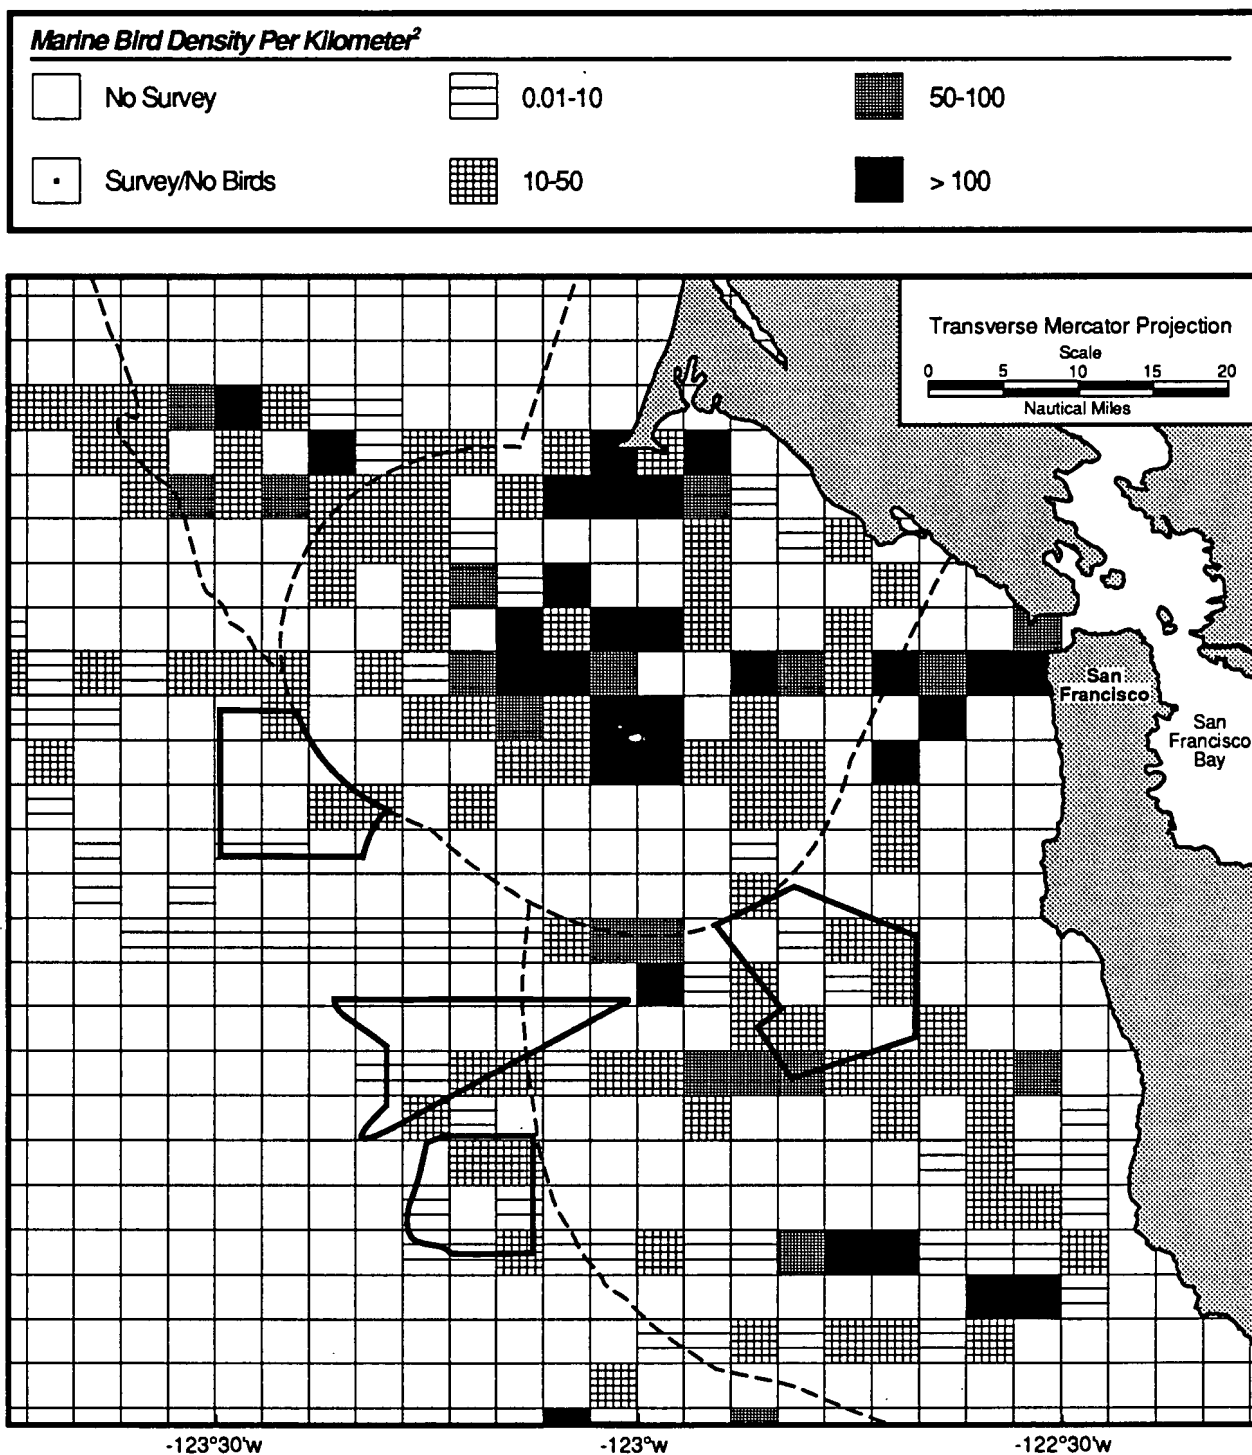 Marine Bird Density Per Kilometer²
No Survey
0.01-10
50-100
Survey/No Birds
10-50
> 100
Transverse Mercator Projection
Scale
0 5 10 15 20
Nautical Miles
San
Francisco
San
Francisco
Bay
-123°30'W
-123°W
-122°30'W